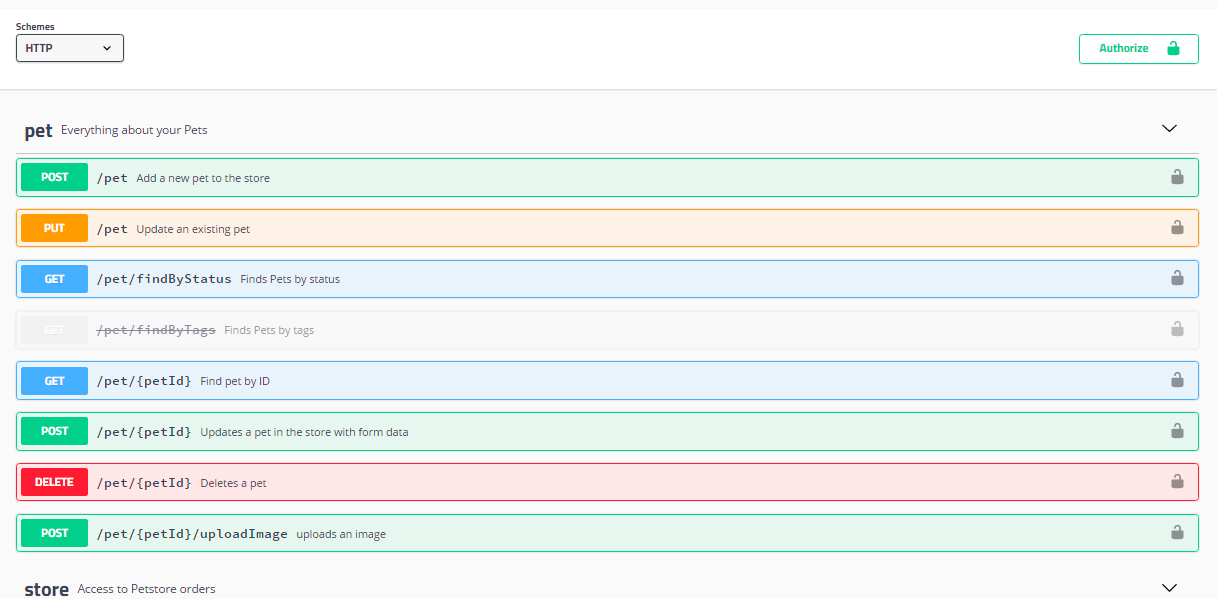 Schemes
HTTP
Authorize
pet Everything about your Pets
POST /pet Add a new pet to the store
PUT /pet Update an existing pet
GET /pet/findByStatus Finds Pets by status
GET /pet/findByTags Finds Pets by tags
GET /pet/{petId} Find pet by ID
POST /pet/{petId} Updates a pet in the store with form data
DELETE /pet/{petId} Deletes a pet
POST /pet/{petId}/uploadImage uploads an image
store Access to Petstore orders